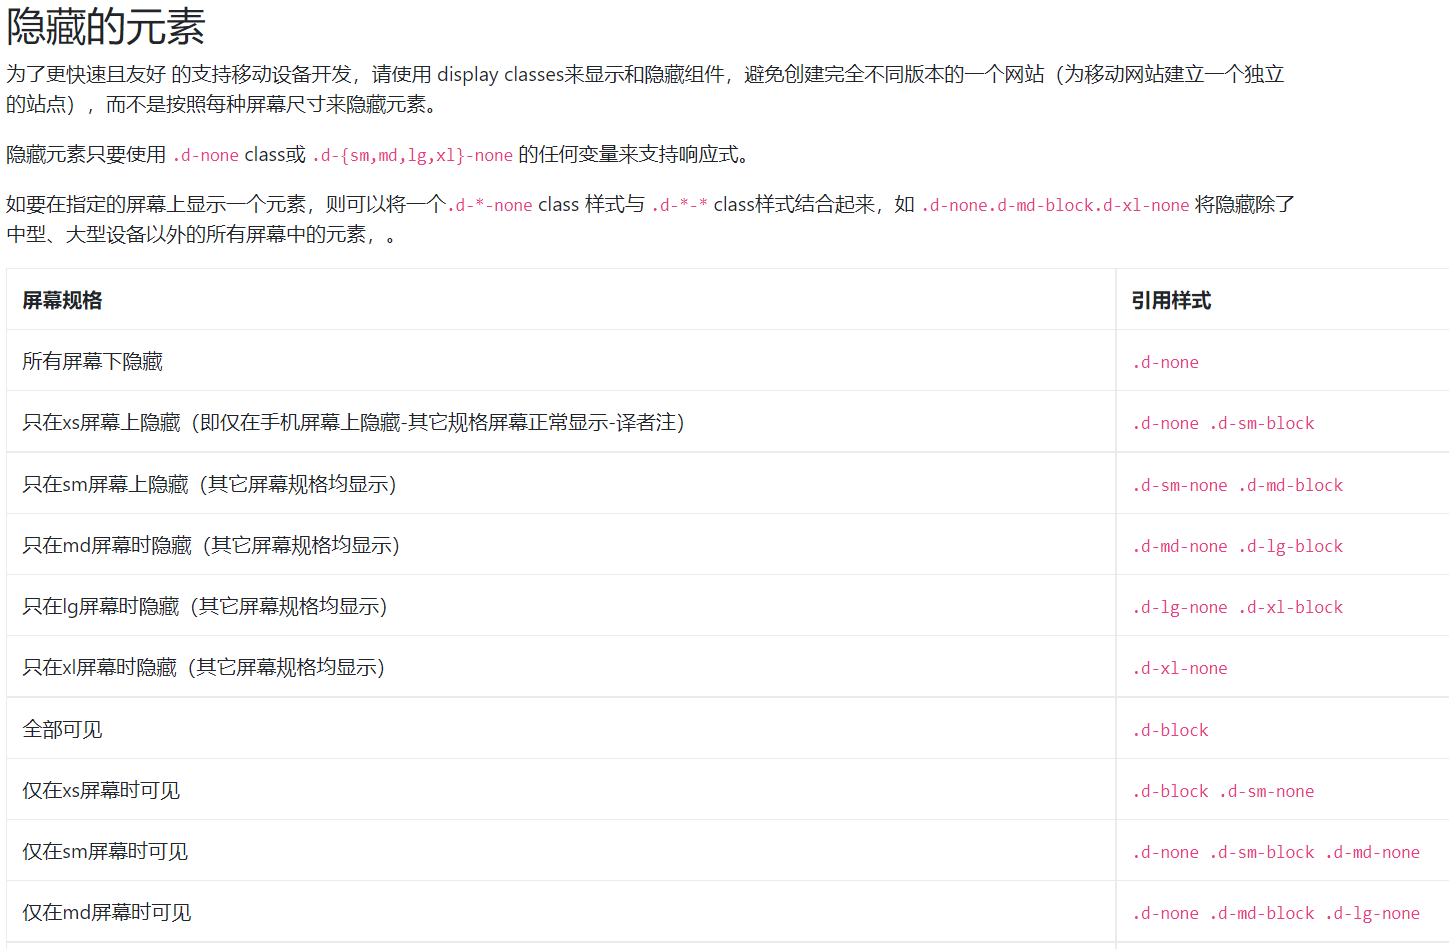 隐藏的元素
为了更快速且友好 的支持移动设备开发，请使用 display classes来显示和隐藏组件，避免创建完全不同版本的一个网站（为移动网站建立一个独立
的站点），而不是按照每种屏幕尺寸来隐藏元素。
隐藏元素只要使用 .d-none class或 .d-{sm,md,lg,xl}-none 的任何变量来支持响应式。
如要在指定的屏幕上显示一个元素，则可以将一个.d-*-none class 样式与 .d-*-* class样式结合起来，如 .d-none.d-md-block.d-xl-none 将隐藏除了
中型、大型设备以外的所有屏幕中的元素，。
屏幕规格 引用样式
所有屏幕下隐藏 .d-none
只在xs屏幕上隐藏（即仅在手机屏幕上隐藏-其它规格屏幕正常显示-译者注） .d-none .d-sm-block
只在sm屏幕上隐藏（其它屏幕规格均显示） .d-sm-none .d-md-block
只在md屏幕时隐藏（其它屏幕规格均显示） .d-md-none .d-lg-block
只在lg屏幕时隐藏（其它屏幕规格均显示） .d-lg-none .d-xl-block
只在xl屏幕时隐藏（其它屏幕规格均显示） .d-xl-none
全部可见 .d-block
仅在xs屏幕时可见 .d-block .d-sm-none
仅在sm屏幕时可见 .d-none .d-sm-block .d-md-none
仅在md屏幕时可见 .d-none .d-md-block .d-lg-none